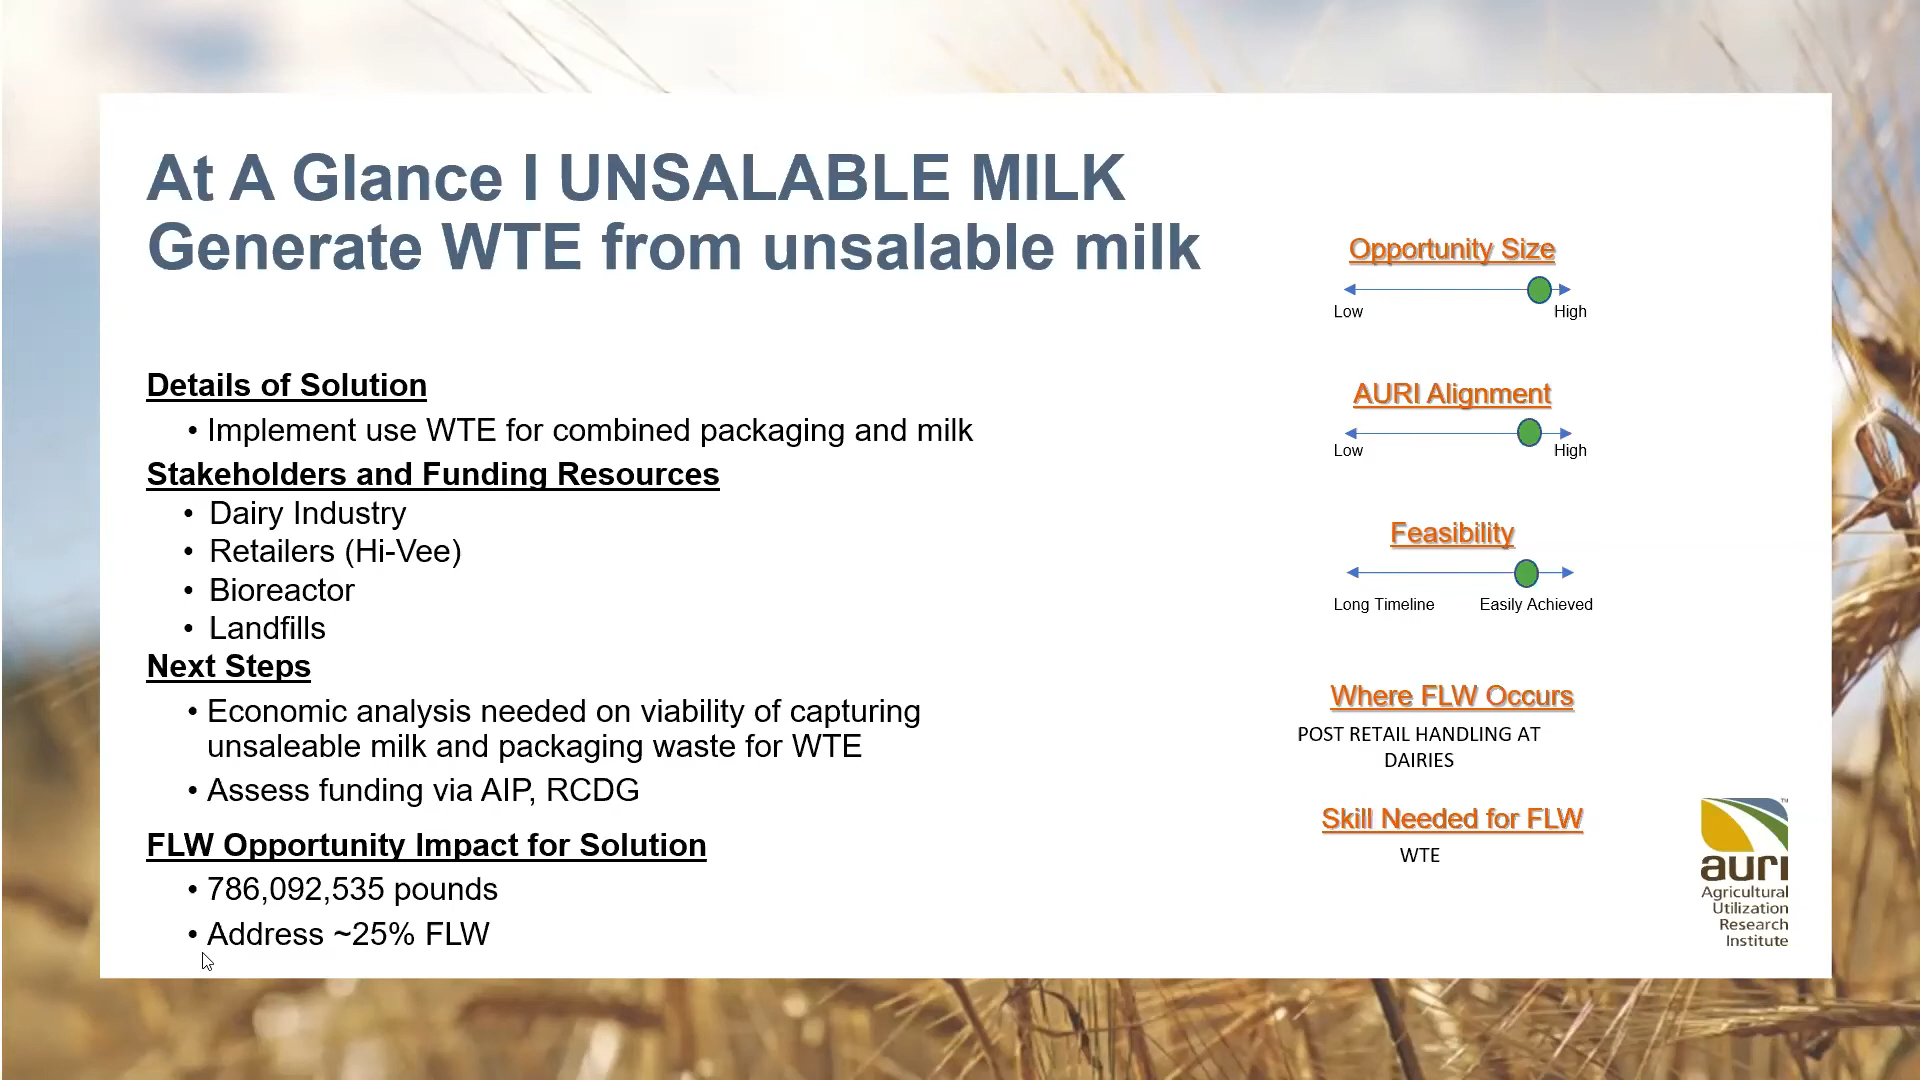 At A Glance I UNSALABLE MILK
Generate WTE from unsalable milk
Details of Solution
• Implement use WTE for combined packaging and milk
Stakeholders and Funding Resources
• Dairy Industry
• Retailers (Hi-Vee)
• Bioreactor
• Landfills
Next Steps
• Economic analysis needed on viability of capturing
unsaleable milk and packaging waste for WTE
• Assess funding via AIP, RCDG
FLW Opportunity Impact for Solution
• 786,092,535 pounds
• Address ~25% FLW
Opportunity Size
Low High
AURI Alignment
Low High
Feasibility
Long Timeline Easily Achieved
Where FLW Occurs
POST RETAIL HANDLING AT
DAIRIES
Skill Needed for FLW
WTE
TM
auri
Agricultural
Utilization
Research
Institute